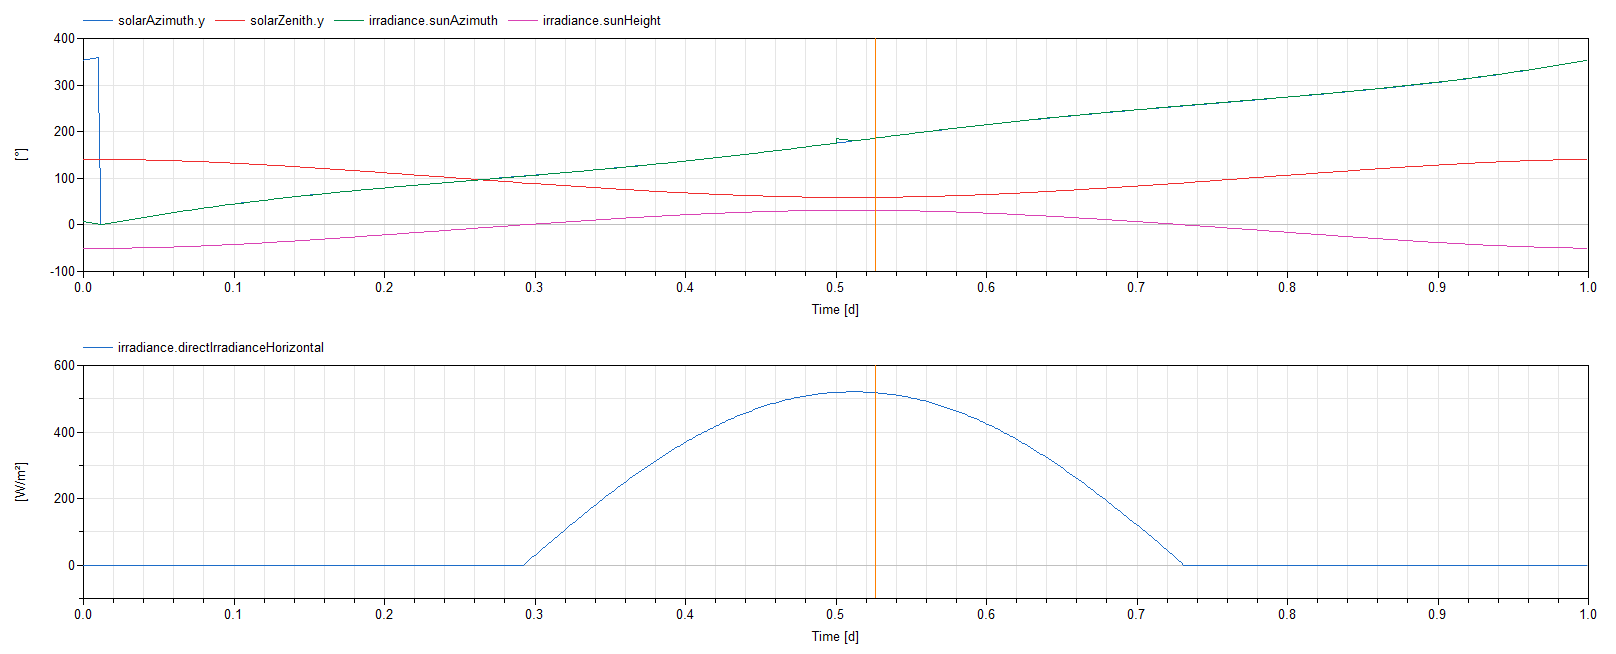 solarAzimuth.y solarZenith.y irradiance.sunAzimuth irradiance.sunHeight
400
300
200
100
0
-100
[°]
0.0 0.1 0.2 0.3 0.4 0.5 0.6 0.7 0.8 0.9 1.0
Time [d]
irradiance.directIrradianceHorizontal
600
400
200
0
[W/m²]
0.0 0.1 0.2 0.3 0.4 0.5 0.6 0.7 0.8 0.9 1.0
Time [d]